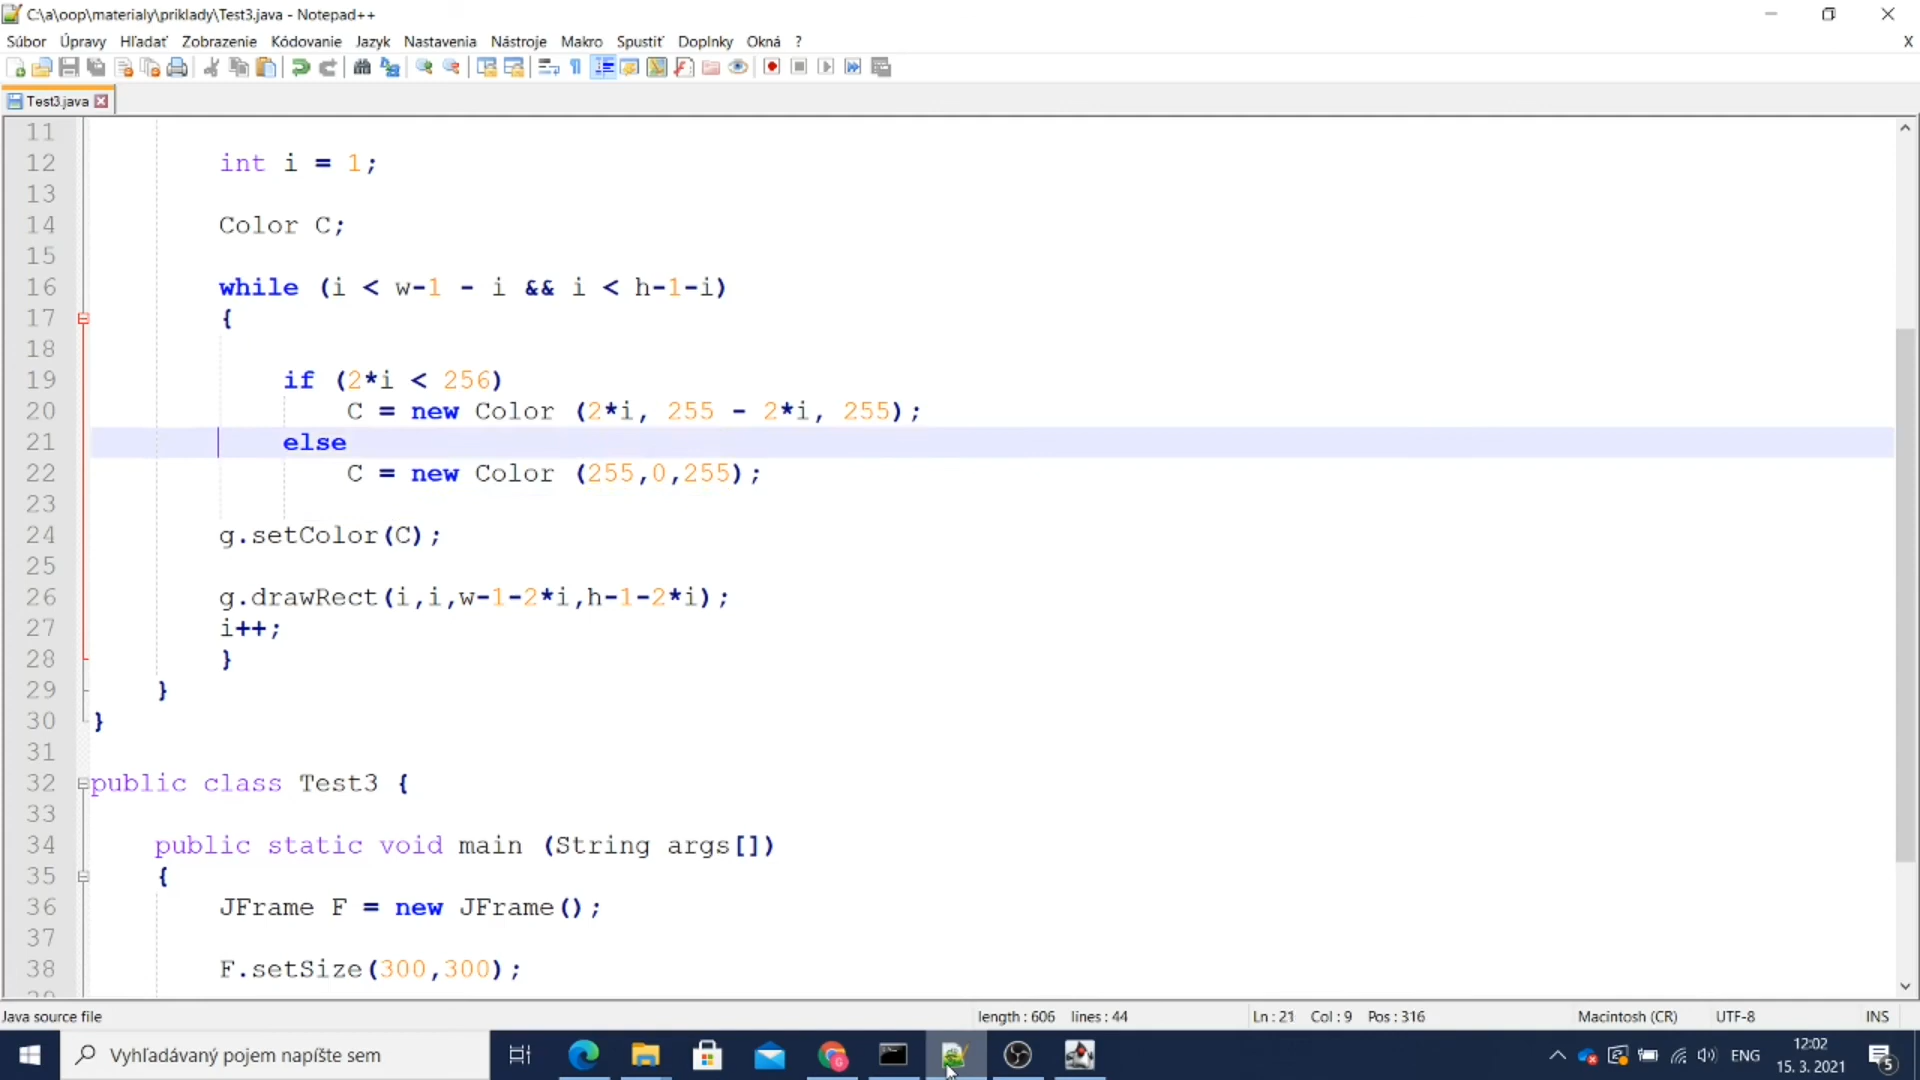 C:\a\oop\materialy\priklady\Test3.java - Notepad++
Súbor Úpravy Hľadať Zobrazenie Kódovanie Jazyk Nastavenia Nástroje Makro Spustiť Doplnky Okná ? X
Test3.java
11
12 int i = 1;
13
14 Color C;
15
16 while (i < w-1 - i && i < h-1-i)
17 {
18
19 if (2*i < 256)
20 C = new Color (2*i, 255 - 2*i, 255);
21 else
22 C = new Color (255,0,255);
23
24 g.setColor(C);
25
26 g.drawRect(i,i,w-1-2*i,h-1-2*i);
27 i++;
28 }
29 }
30 }
31
32 public class Test3 {
33
34 public static void main (String args[])
35 {
36 JFrame F = new JFrame();
37
38 F.setSize(300,300);
Java source file length : 606 lines : 44 Ln : 21 Col : 9 Pos : 316 Macintosh (CR) UTF-8 INS
Vyhľadávaný pojem napíšte sem ENG 12:02
15. 3. 2021 5